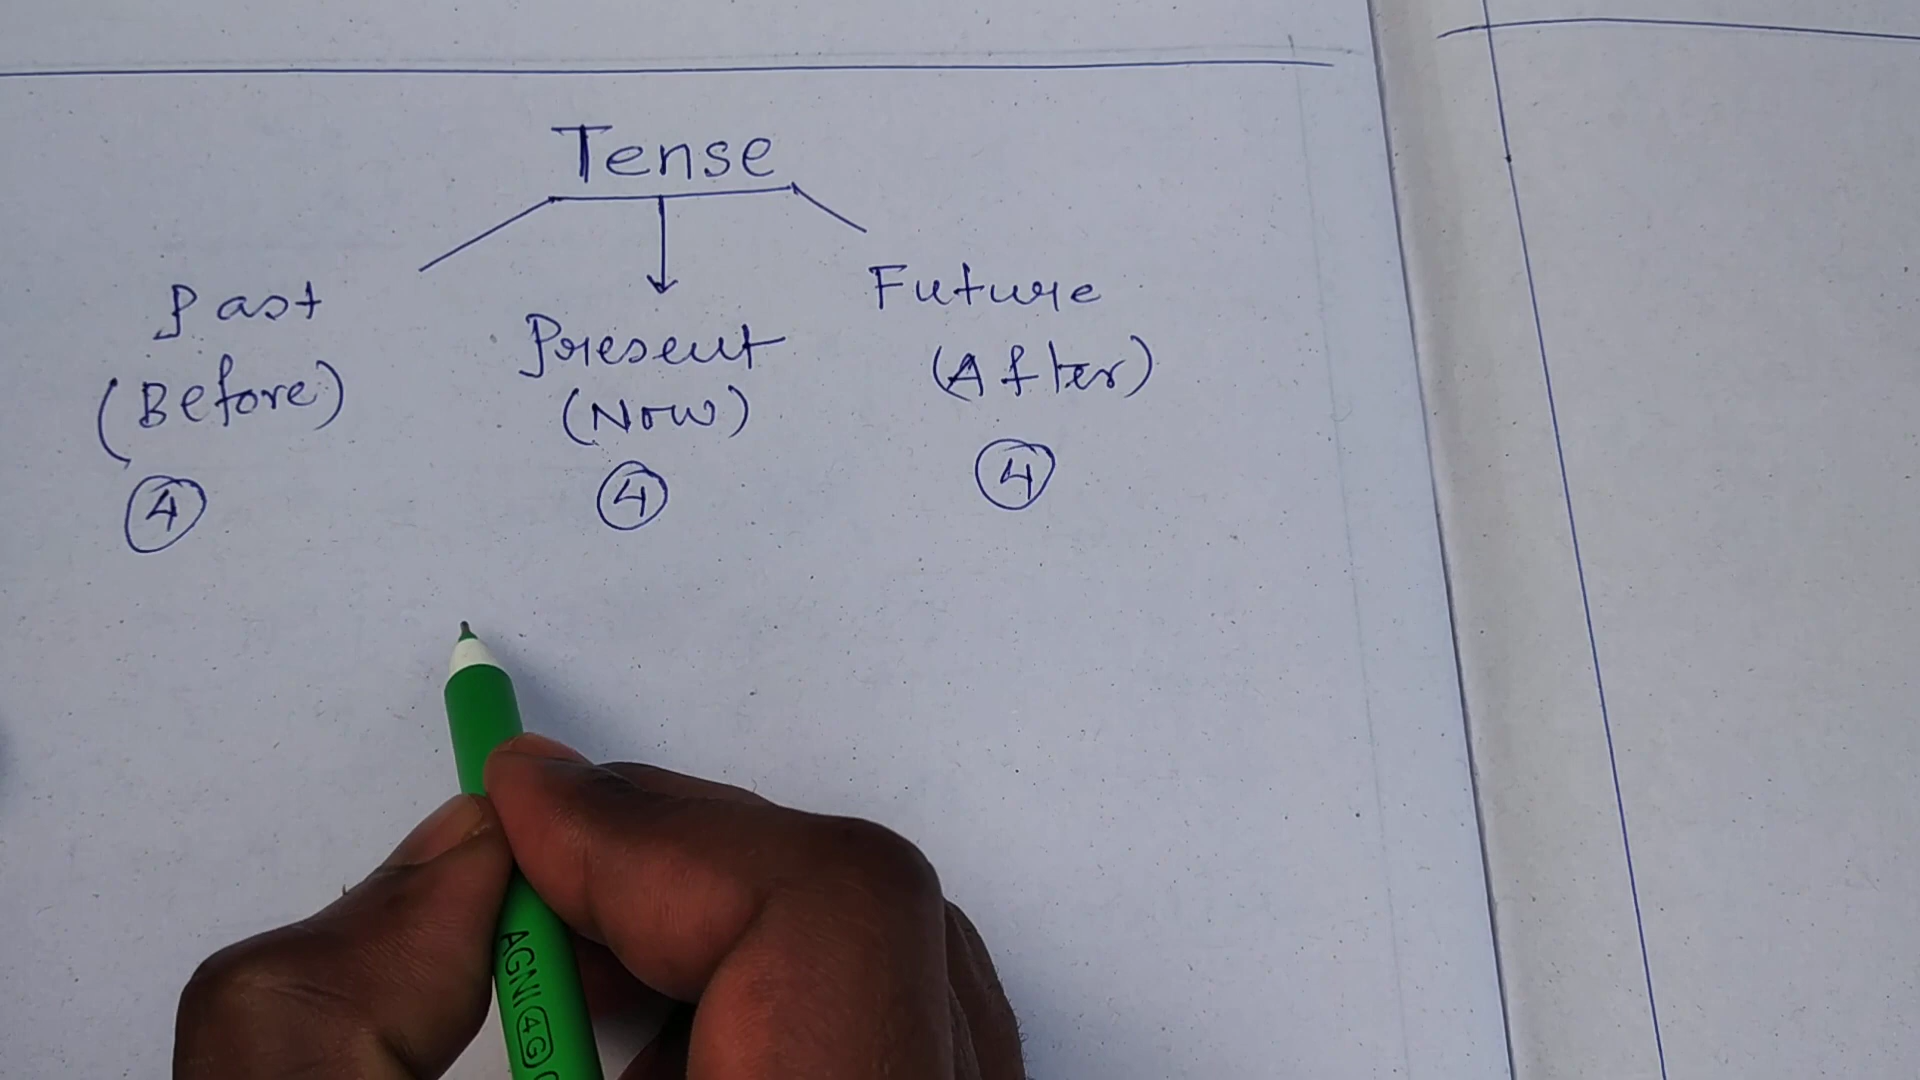 Tense
Past
(Before)
4
Present
(Now)
4
Future
(After)
4
AGNI 4G